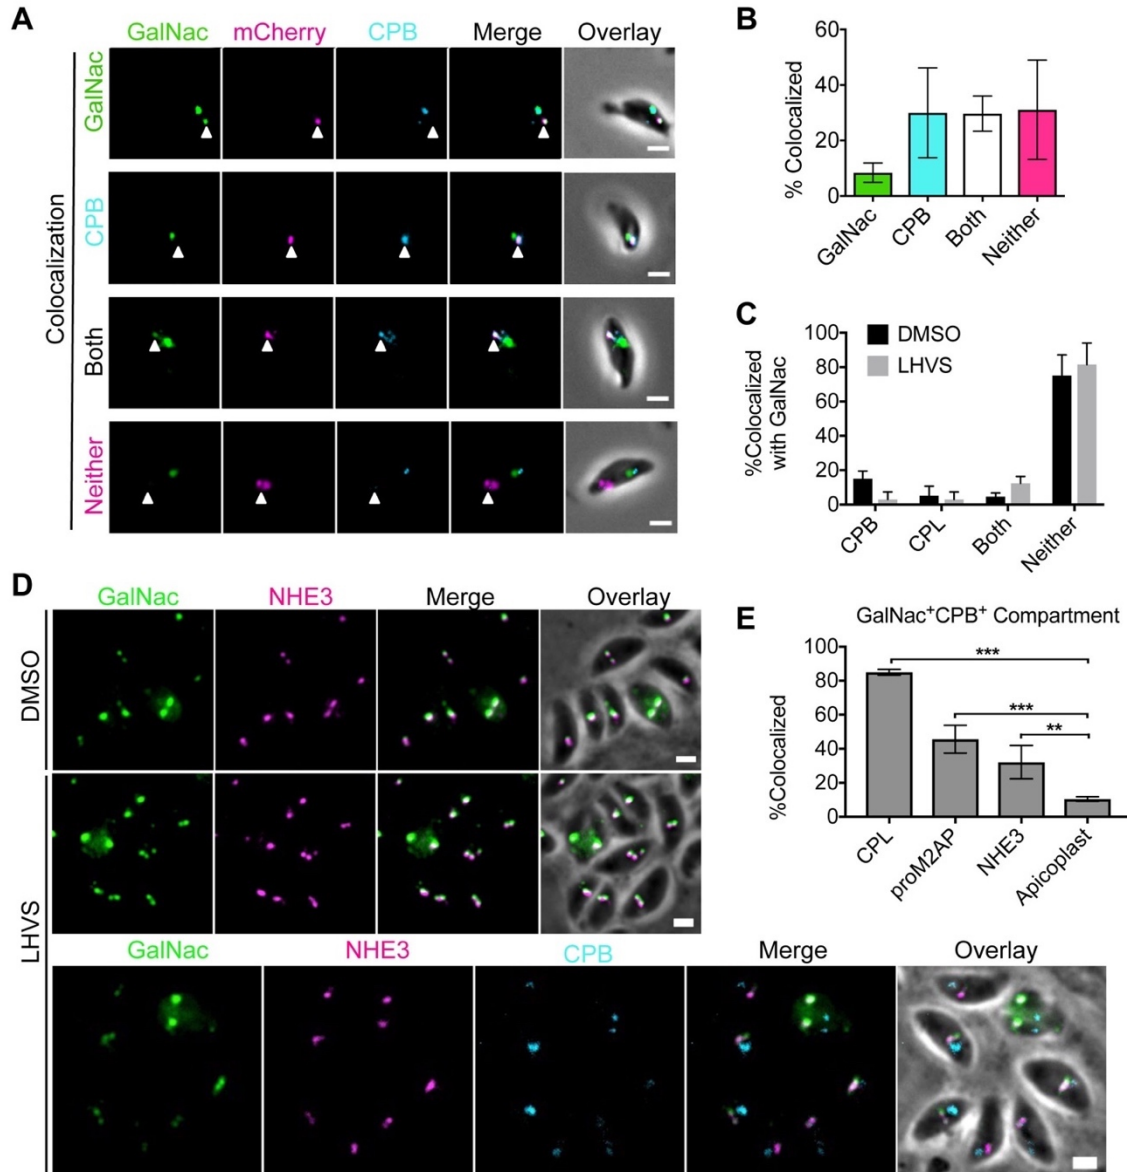 A
GalNac mCherry CPB Merge Overlay
Colocalization
GalNac
CPB
Both
Neither
B
% Colocalized
60
40
20
0
GalNac CPB Both Neither
C
%Colocalized
with GalNac
100
80
60
40
20
0
DMSO
LHVS
CPB CPL Both Neither
D
GalNac NHE3 Merge Overlay
DMSO
LHVS
GalNac NHE3 CPB Merge Overlay
E
GalNac+CPB+ Compartment
%Colocalized
100
80
60
40
20
0
***
***
**
CPL proM2AP NHE3 Apicoplast